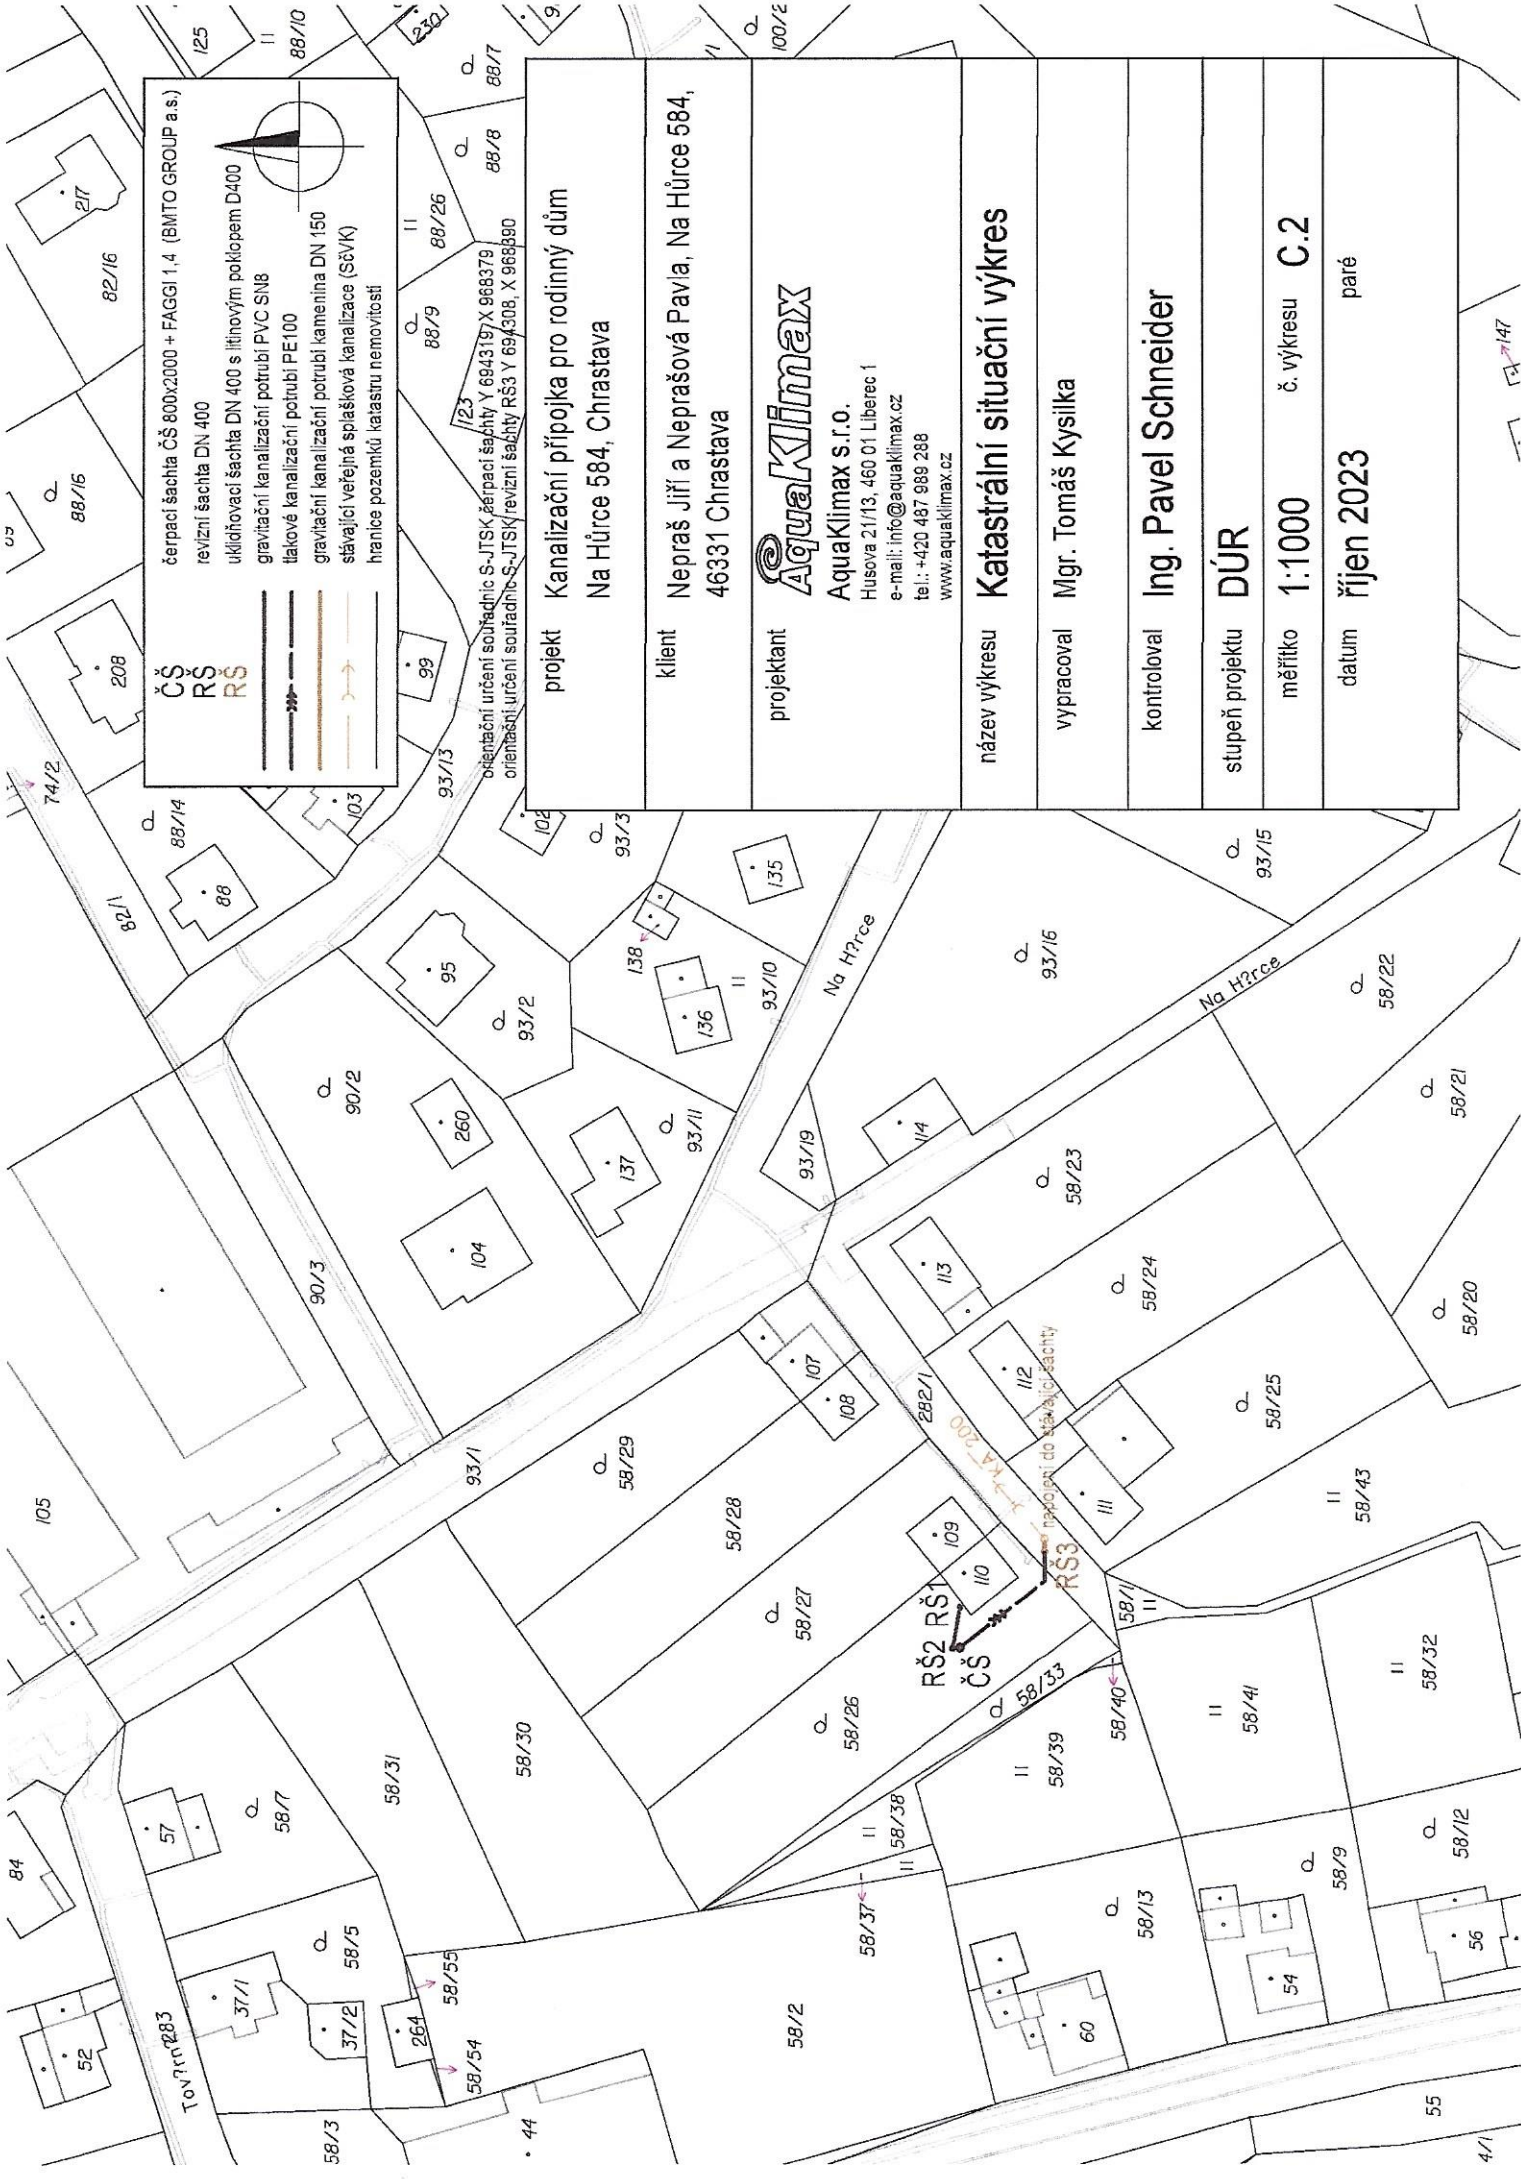 ČŠ čerpací šachta ČŠ 800x2000 + FAGGI 1,4 (BMTO GROUP a.s.)
RŠ revizní šachta DN 400
RŠ uklidňovací šachta DN 400 s litinovým poklopem D400
gravitační kanalizační potrubí PVC SN8
tlakové kanalizační potrubí PE100
gravitační kanalizační potrubí kamenina DN 150
stávající veřejná splašková kanalizace (SčVK)
hranice pozemků katastru nemovitostí
orientační určení souřadnic S-JTSK čerpací šachty Y 694319, X 968379
orientační určení souřadnic S-JTSK revizní šachty RŠ3 Y 694308, X 968390
projekt Kanalizační přípojka pro rodinný dům
Na Hůrce 584, Chrastava
klient Nepraš Jiří a Neprašová Pavla, Na Hůrce 584,
46331 Chrastava
projektant AquaKlimax
AquaKlimax s.r.o.
Husova 211/13, 460 01 Liberec 1
e-mail: info@aquaklimax.cz
tel.: +420 487 989 288
www.aquaklimax.cz
název výkresu Katastrální situační výkres
vypracoval Mgr. Tomáš Kysilka
kontroloval Ing. Pavel Schneider
stupeň projektu DÚR
měřítko 1:1000 č. výkresu C.2
datum říjen 2023 paré
84
52
Tov?rn283
57
58/7
37/1
37/2
58/5
264
58/55
58/54
58/3
44
58/31
58/30
58/2
105
93/1
58/29
58/28
58/27
58/26
58/33
58/38
58/37
58/39
58/40
58/41
58/32
58/1
58/13
58/9
58/12
60
54
56
55
4/1
RŠ2 RŠ1
ČŠ
RŠ3
napojení do stávající šachty
KA 200
109
110
107
108
282/1
111
112
113
114
58/43
58/25
58/24
58/23
58/20
58/21
58/22
Na H?rce
Na H?rce
93/19
93/16
93/15
93/11
93/10
93/2
93/3
93/13
90/3
90/2
104
260
137
136
138
135
95
102
103
99
88
82/1
88/14
74/2
208
88/16
82/16
217
125
88/10
230
88/7
88/8
88/26
88/9
123
100/2
147